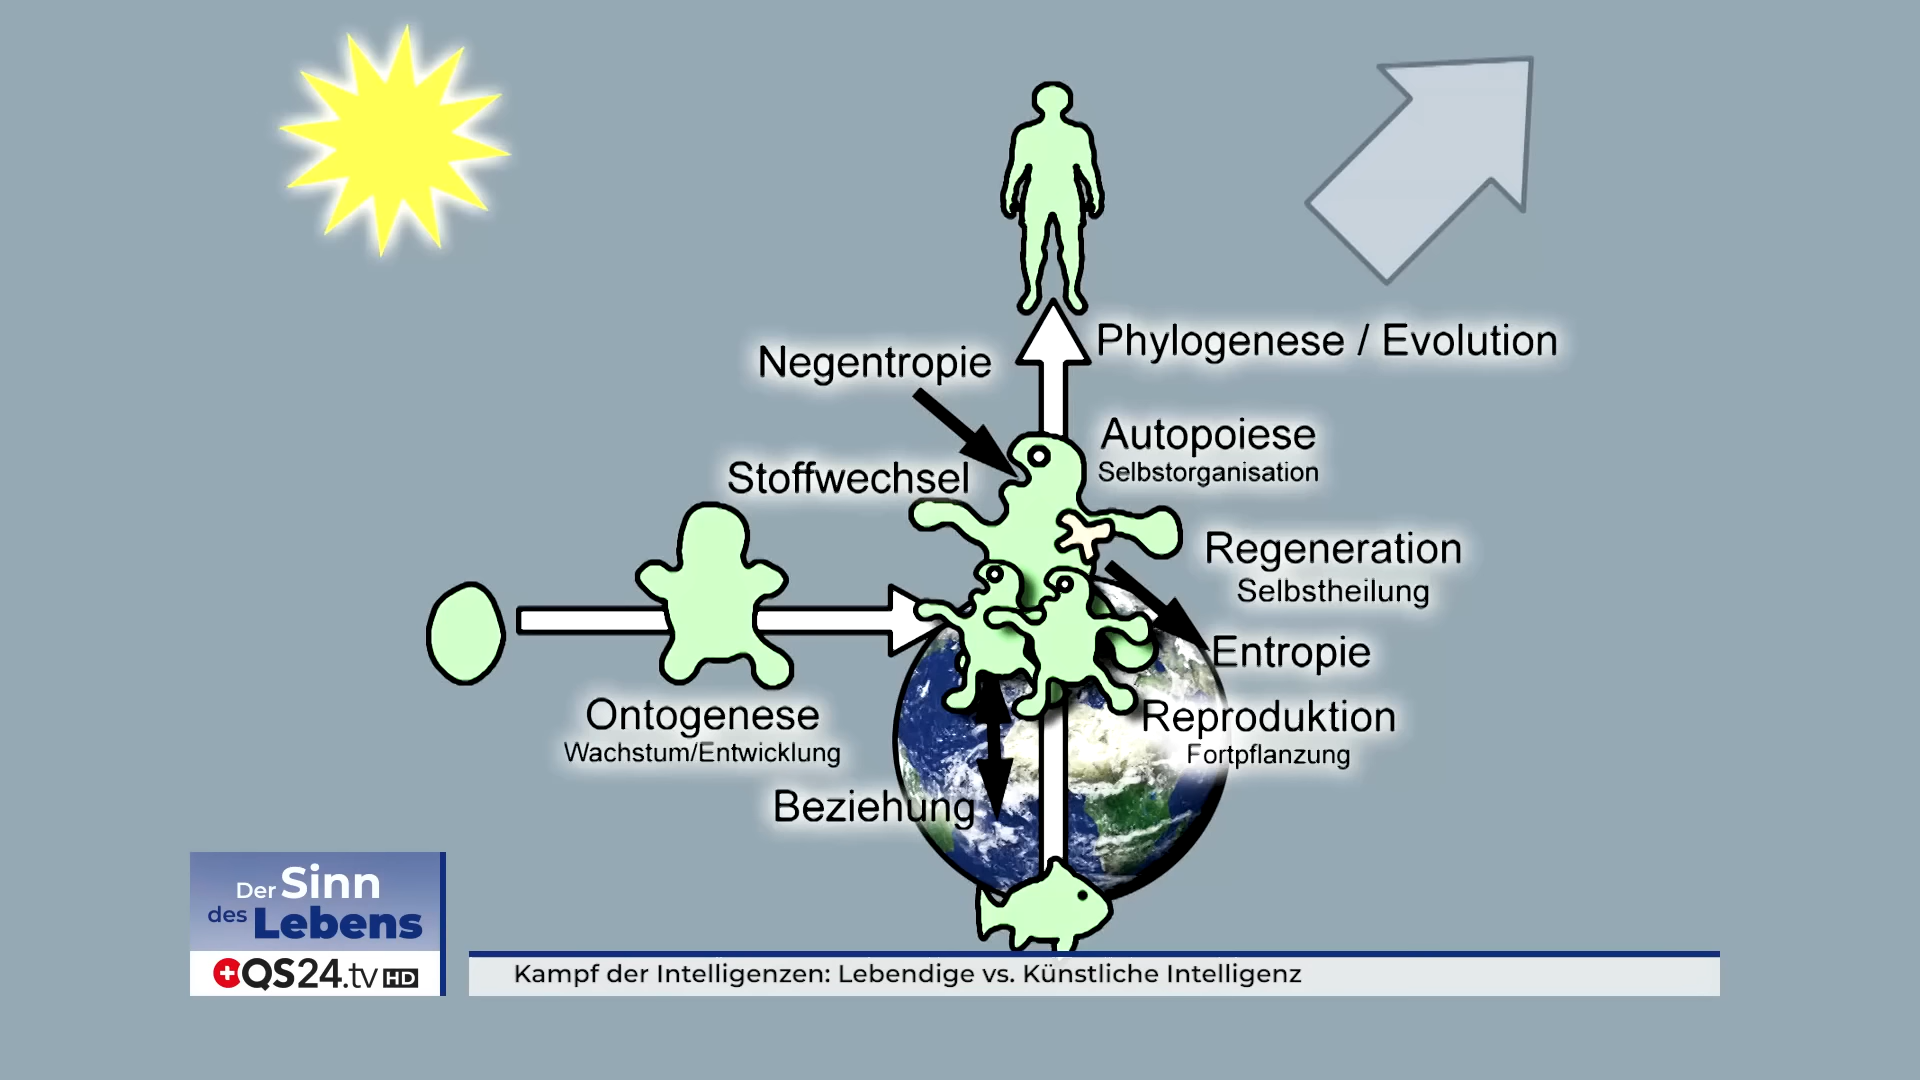 Phylogenese / Evolution
Negentropie
Autopoiese
Selbstorganisation
Stoffwechsel
Regeneration
Selbstheilung
Entropie
Ontogenese
Wachstum/Entwicklung
Reproduktion
Fortpflanzung
Beziehung
Der Sinn
des Lebens
QS24.tv HD
Kampf der Intelligenzen: Lebendige vs. Künstliche Intelligenz